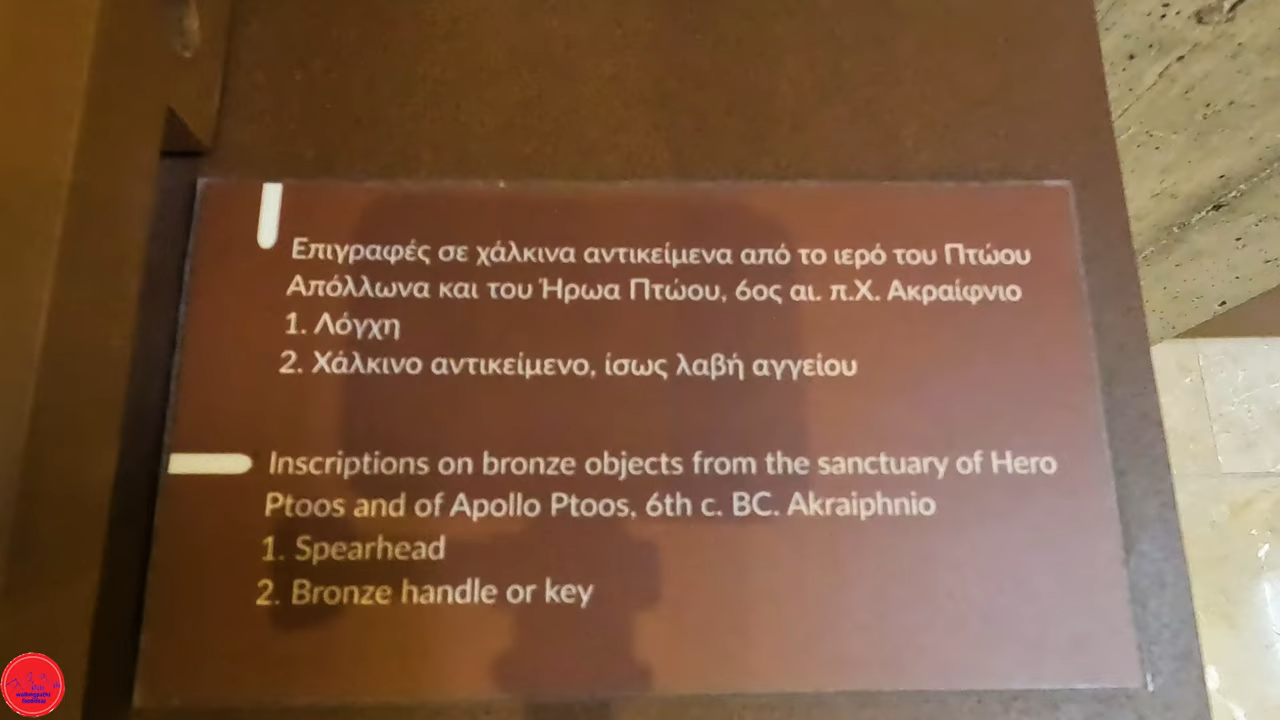 Επιγραφές σε χάλκινα αντικείμενα από το ιερό του Πτώου
Απόλλωνα και του Ήρωα Πτώου, 6ος αι. π.Χ. Ακραίφνιο
1. Λόγχη
2. Χάλκινο αντικείμενο, ίσως λαβή αγγείου
Inscriptions on bronze objects from the sanctuary of Hero
Ptoos and of Apollo Ptoos, 6th c. BC. Akraiphnio
1. Spearhead
2. Bronze handle or key